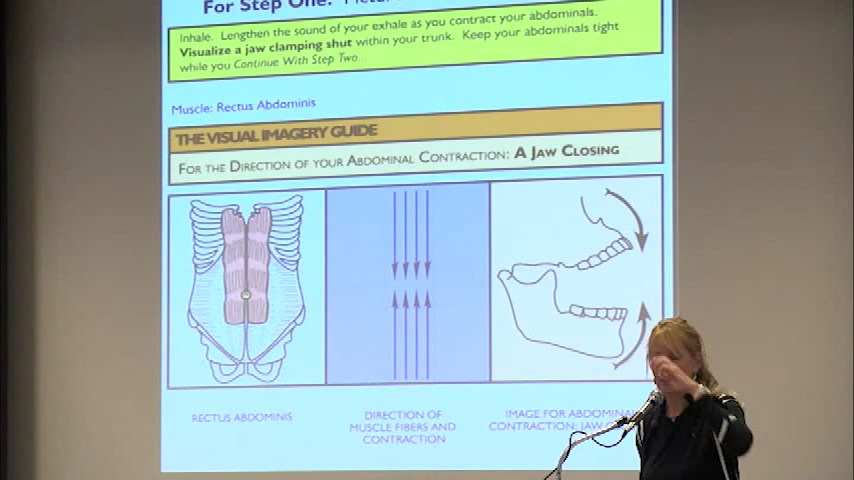 For Step One:
Inhale. Lengthen the sound of your exhale as you contract your abdominals.
Visualize a jaw clamping shut within your trunk. Keep your abdominals tight
while you Continue With Step Two...
Muscle: Rectus Abdominis
THE VISUAL IMAGERY GUIDE
FOR THE DIRECTION OF YOUR ABDOMINAL CONTRACTION: A JAW CLOSING
RECTUS ABDOMINIS
DIRECTION OF
MUSCLE FIBERS AND
CONTRACTION
IMAGE FOR ABDOMINAL
CONTRACTION: JAW